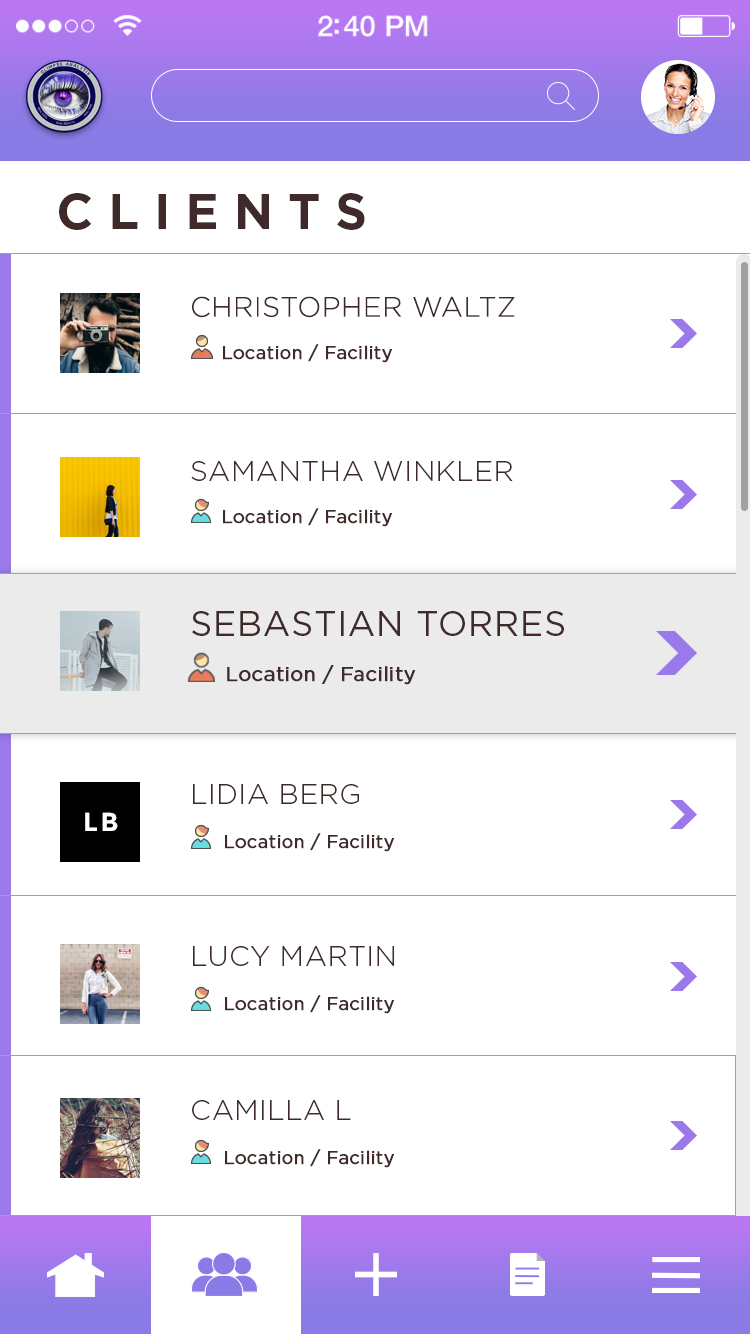 2:40 PM
CLIENTS
CHRISTOPHER WALTZ
Location / Facility
SAMANTHA WINKLER
Location / Facility
SEBASTIAN TORRES
Location / Facility
LB
LIDIA BERG
Location / Facility
LUCY MARTIN
Location / Facility
CAMILLA L
Location / Facility